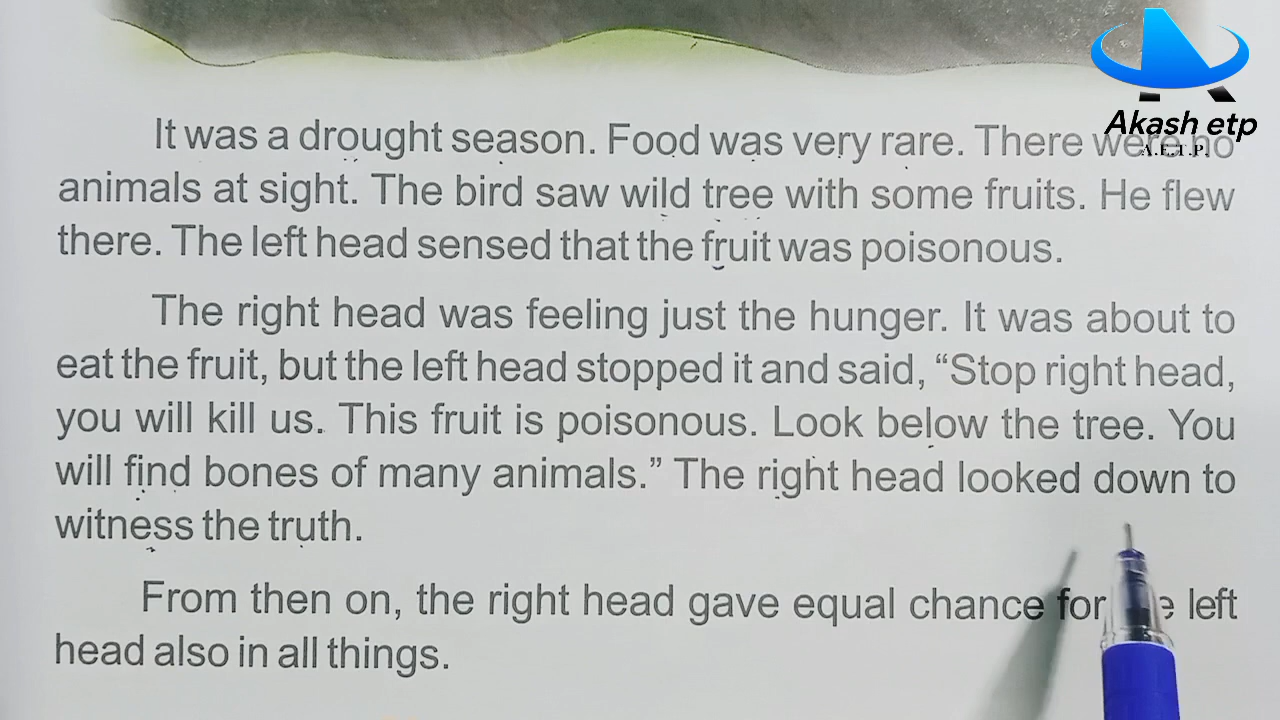 Akash etp
A.E.T.P.
It was a drought season. Food was very rare. There were no
animals at sight. The bird saw wild tree with some fruits. He flew
there. The left head sensed that the fruit was poisonous.
The right head was feeling just the hunger. It was about to
eat the fruit, but the left head stopped it and said, “Stop right head,
you will kill us. This fruit is poisonous. Look below the tree. You
will find bones of many animals.” The right head looked down to
witness the truth.
From then on, the right head gave equal chance for left
head also in all things.